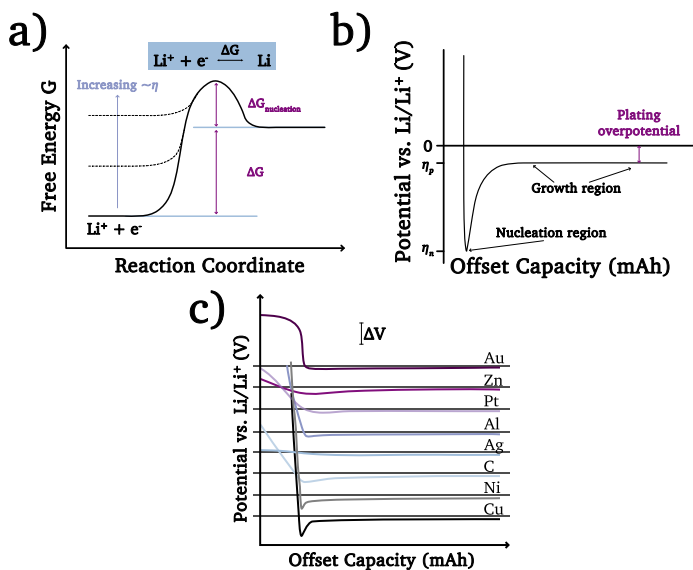 a)
Li⁺ + e⁻ ΔG Li
Increasing ~η
ΔG nucleation
ΔG
Li⁺ + e⁻
Free Energy G
Reaction Coordinate
b)
Potential vs. Li/Li⁺ (V)
0
ηₚ
ηₙ
Plating
overpotential
Growth region
Nucleation region
Offset Capacity (mAh)
c)
Potential vs. Li/Li⁺ (V)
ΔV
Au
Zn
Pt
Al
Ag
C
Ni
Cu
Offset Capacity (mAh)